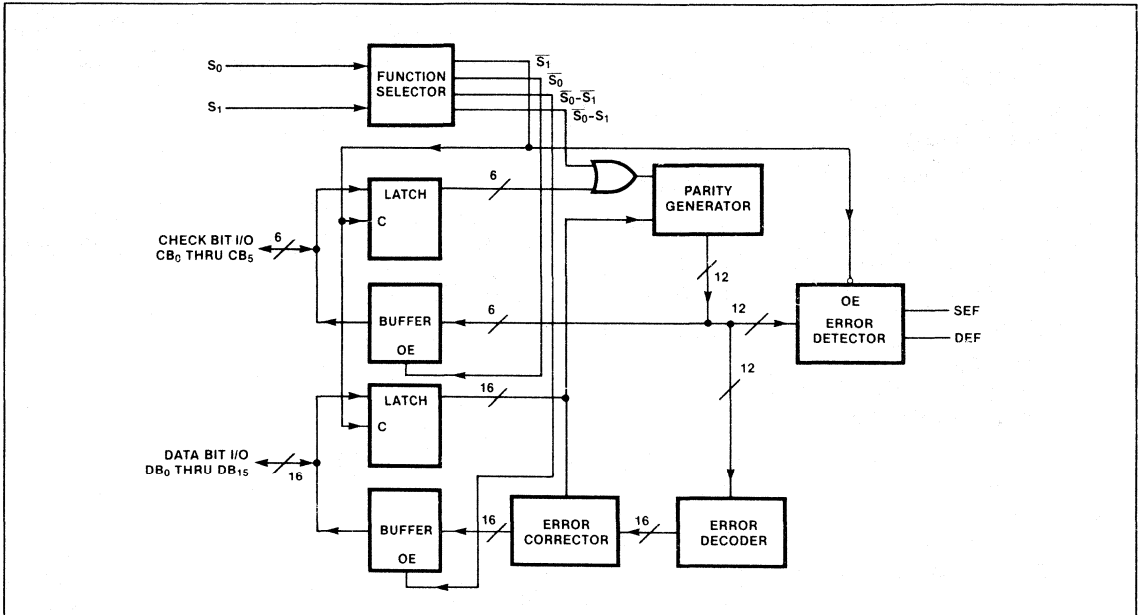 S₀
S₁
FUNCTION
SELECTOR
S̅₁
S̅₀
S̅₀-S̅₁
S̅₀-S₁
LATCH
C
6
PARITY
GENERATOR
CHECK BIT I/O
CB₀ THRU CB₅
6
12
BUFFER
OE
6
12
OE
ERROR
DETECTOR
SEF
DEF
12
LATCH
C
16
DATA BIT I/O
DB₀ THRU DB₁₅
16
BUFFER
OE
16
ERROR
CORRECTOR
16
ERROR
DECODER